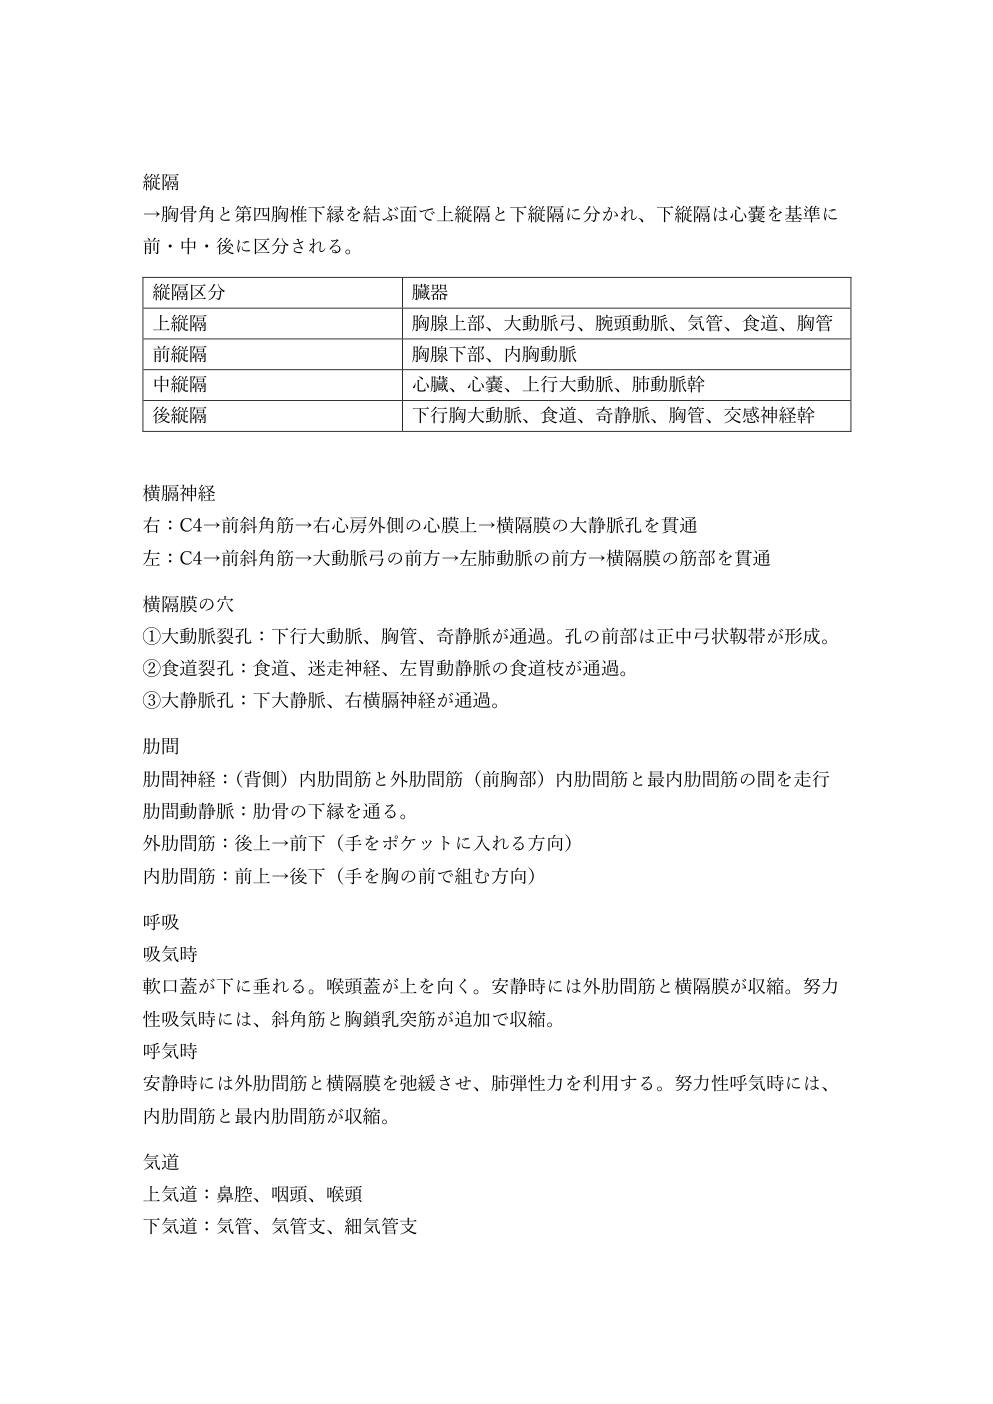 縦隔
→胸骨角と第四胸椎下縁を結ぶ面で上縦隔と下縦隔に分かれ、下縦隔は心嚢を基準に
前・中・後に区分される。
縦隔区分 臓器
上縦隔 胸腺上部、大動脈弓、腕頭動脈、気管、食道、胸管
前縦隔 胸腺下部、内胸動脈
中縦隔 心臓、心嚢、上行大動脈、肺動脈幹
後縦隔 下行胸大動脈、食道、奇静脈、胸管、交感神経幹
横膈神経
右：C4→前斜角筋→右心房外側の心膜上→横隔膜の大静脈孔を貫通
左：C4→前斜角筋→大動脈弓の前方→左肺動脈の前方→横隔膜の筋部を貫通
横隔膜の穴
①大動脈裂孔：下行大動脈、胸管、奇静脈が通過。孔の前部は正中弓状靱帯が形成。
②食道裂孔：食道、迷走神経、左胃動静脈の食道枝が通過。
③大静脈孔：下大静脈、右横膈神経が通過。
肋間
肋間神経：（背側）内肋間筋と外肋間筋（前胸部）内肋間筋と最内肋間筋の間を走行
肋間動静脈：肋骨の下縁を通る。
外肋間筋：後上→前下（手をポケットに入れる方向）
内肋間筋：前上→後下（手を胸の前で組む方向）
呼吸
吸気時
軟口蓋が下に垂れる。喉頭蓋が上を向く。安静時には外肋間筋と横隔膜が収縮。努力
性吸気時には、斜角筋と胸鎖乳突筋が追加で収縮。
呼気時
安静時には外肋間筋と横隔膜を弛緩させ、肺弾性力を利用する。努力性呼気時には、
内肋間筋と最内肋間筋が収縮。
気道
上気道：鼻腔、咽頭、喉頭
下気道：気管、気管支、細気管支